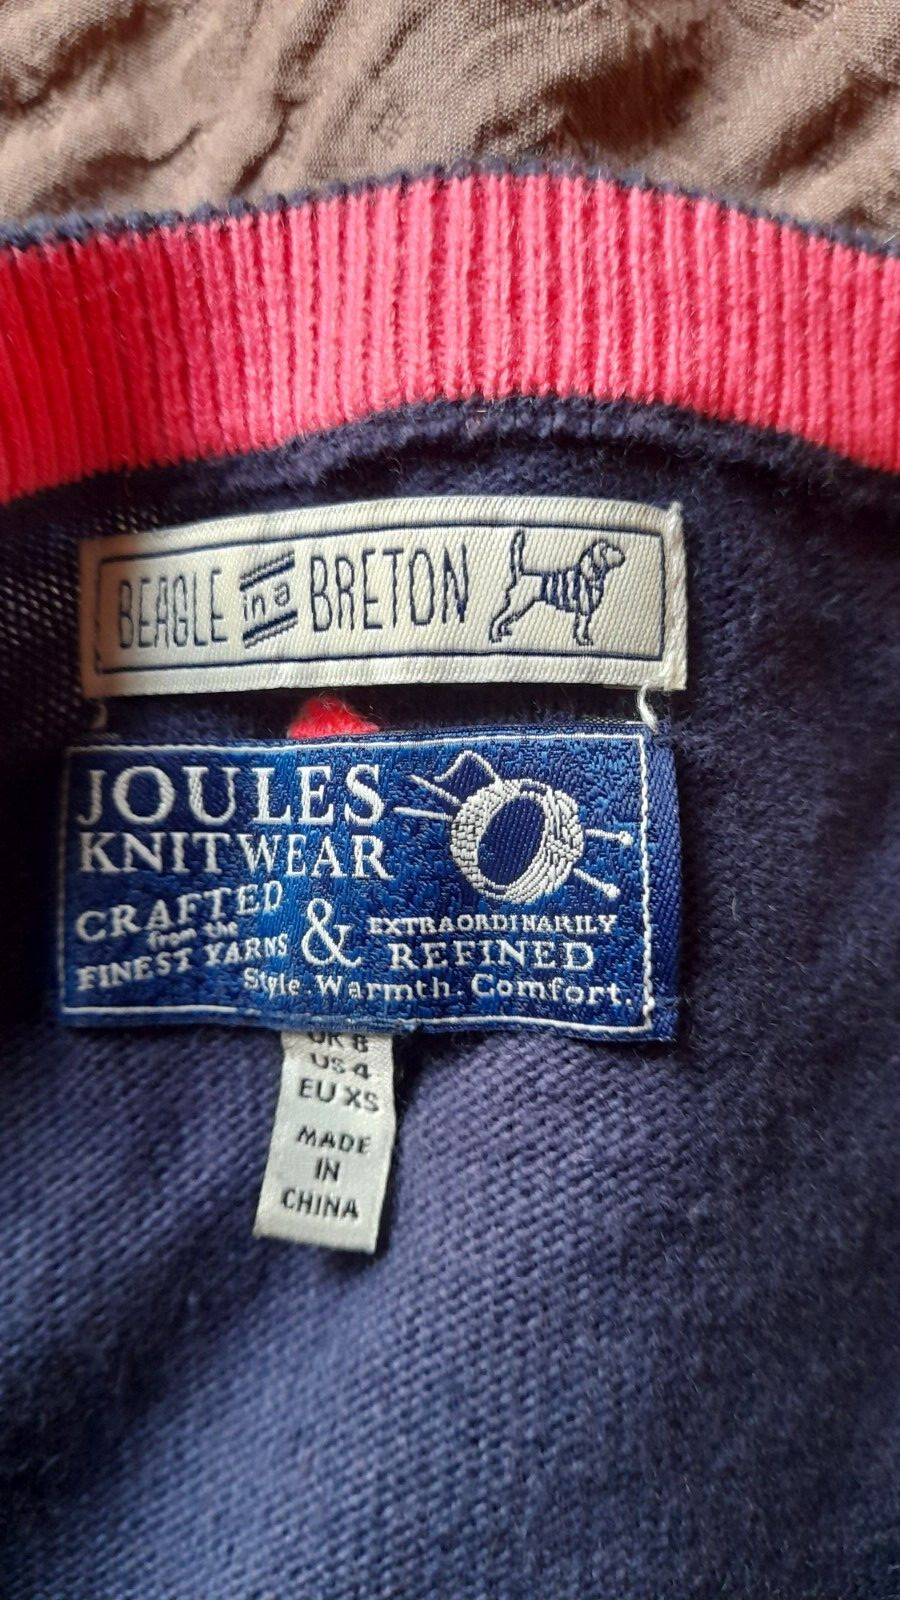 BEAGLE in a BRETON
JOULES
KNITWEAR
CRAFTED
from the
FINEST YARNS
&
EXTRAORDINARILY
REFINED
Style. Warmth. Comfort.
UK 8
US 4
EU XS
MADE
IN
CHINA